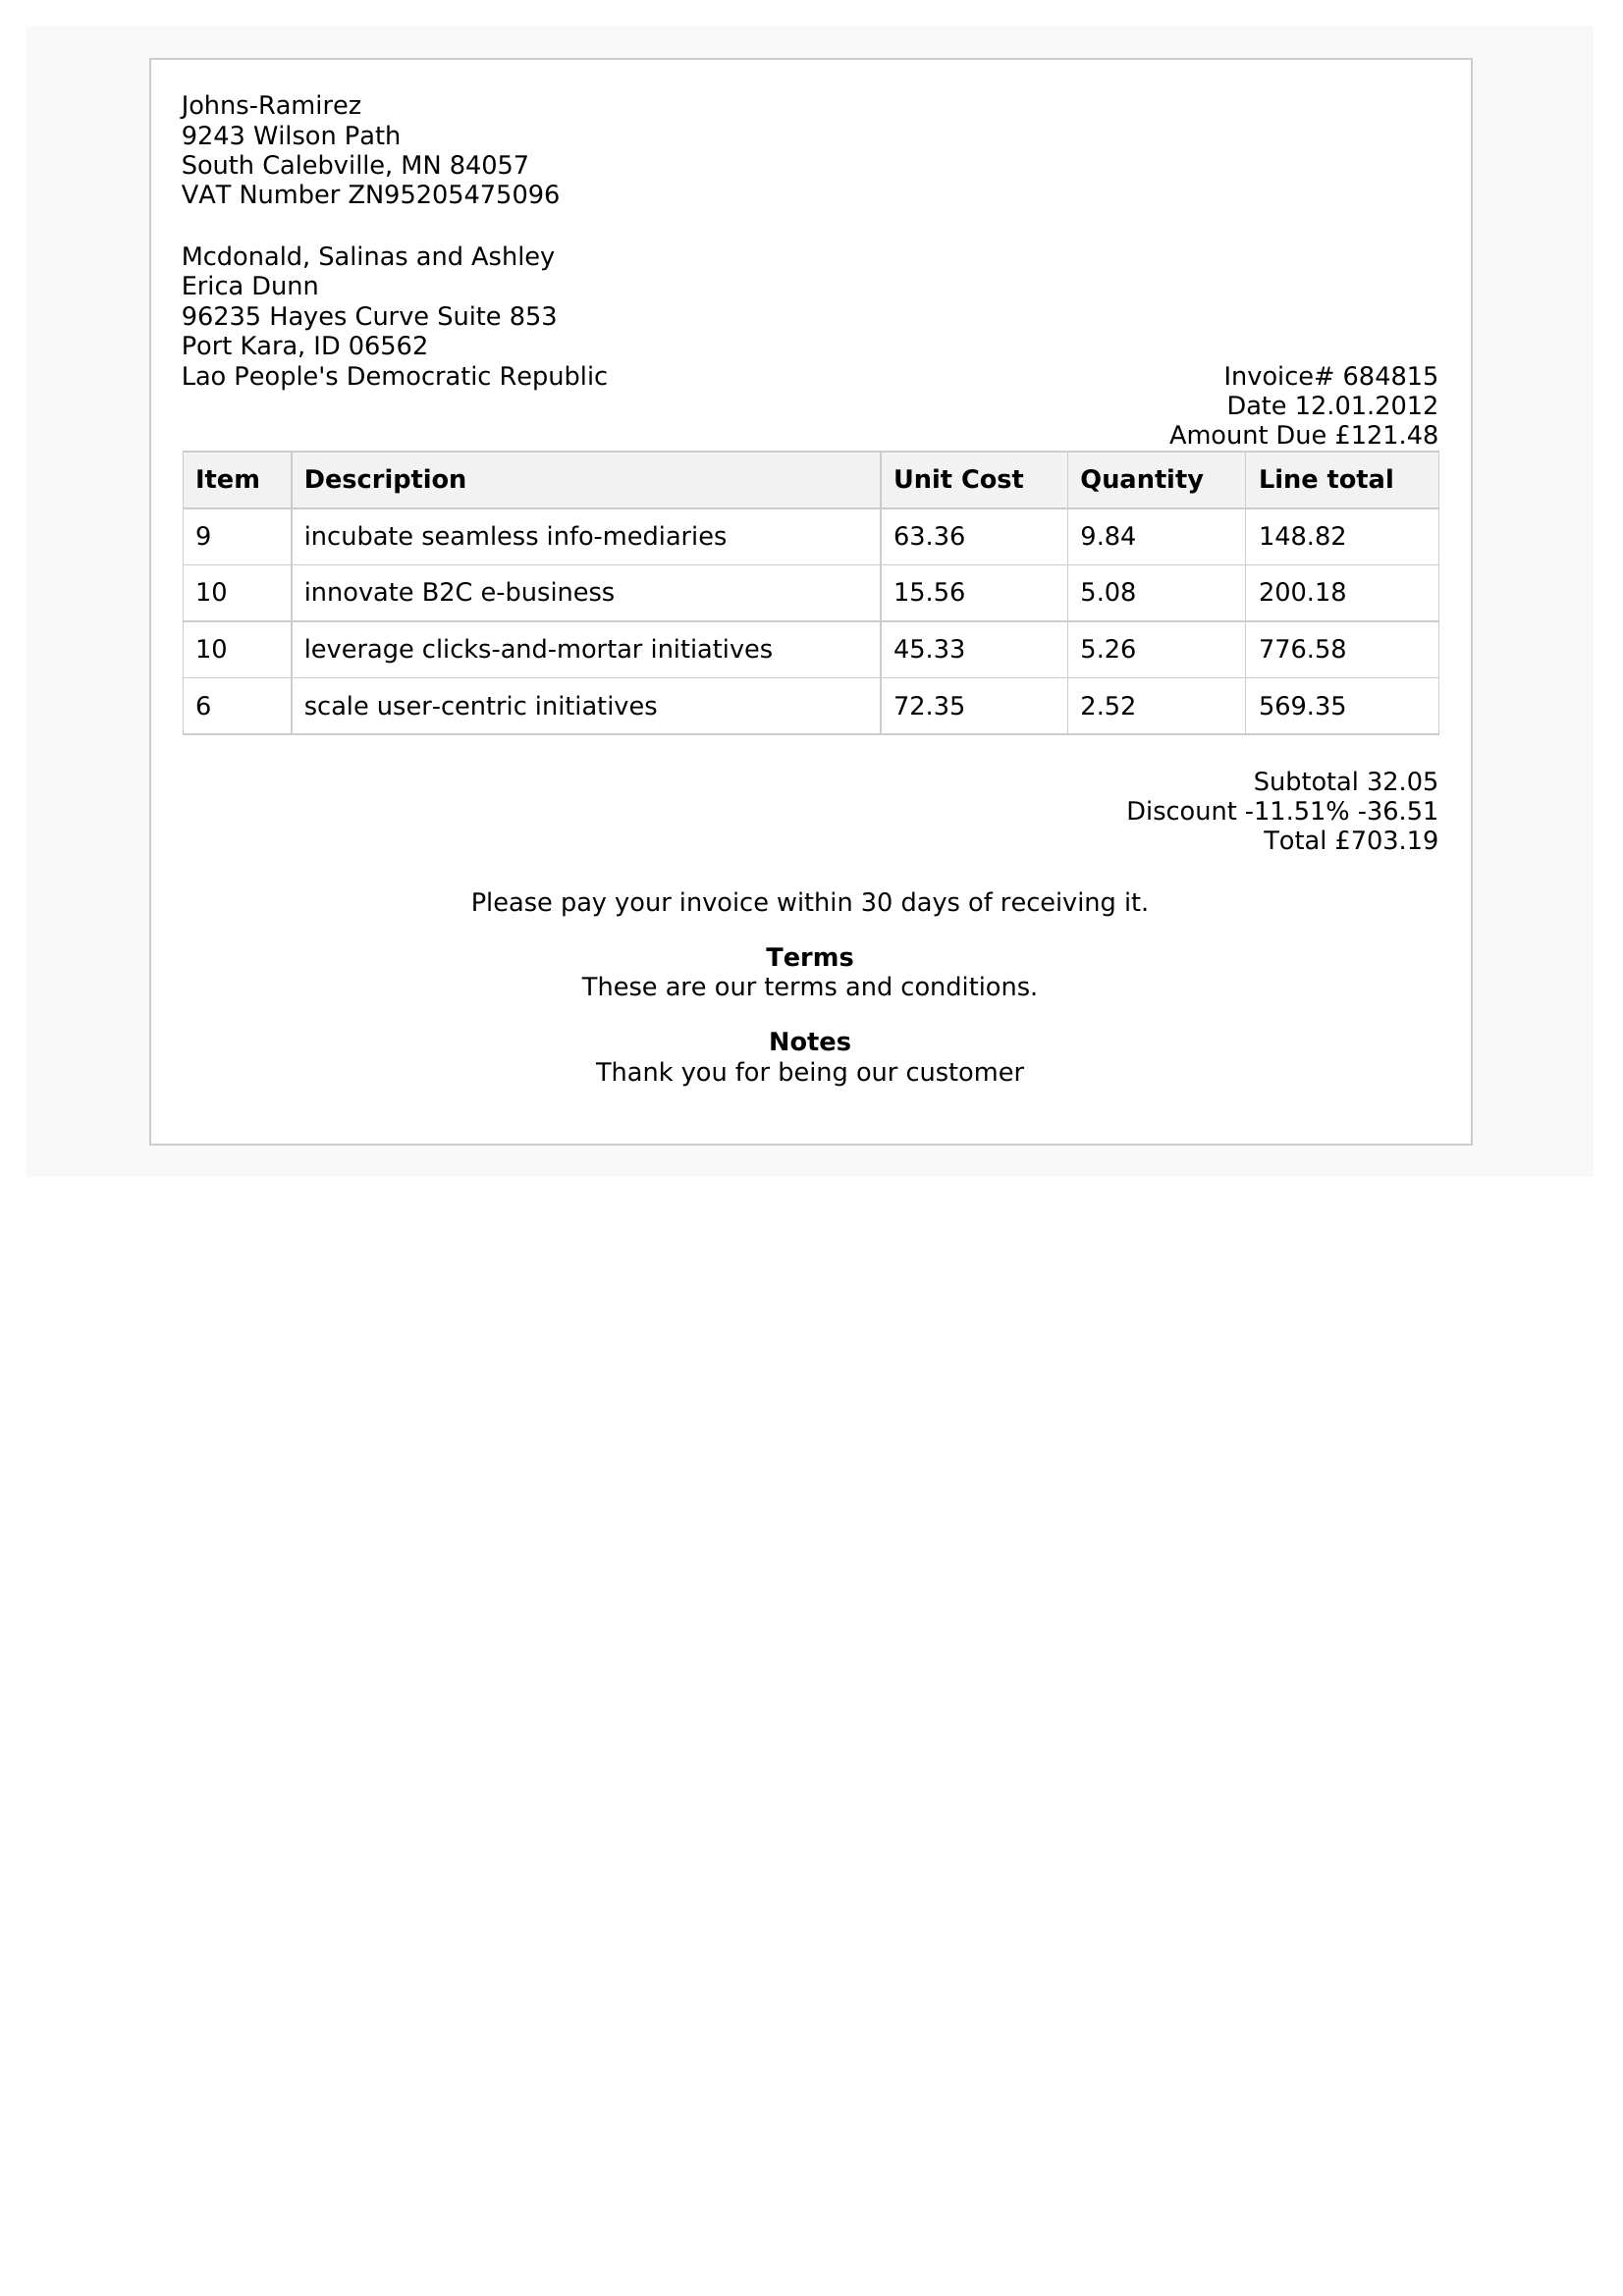 Johns-Ramirez
9243 Wilson Path
South Calebville, MN 84057
VAT Number ZN95205475096
Mcdonald, Salinas and Ashley
Erica Dunn
96235 Hayes Curve Suite 853
Port Kara, ID 06562
Lao People's Democratic Republic
Invoice# 684815
Date 12.01.2012
Amount Due £121.48
Item Description Unit Cost Quantity Line total
9 incubate seamless info-mediaries 63.36 9.84 148.82
10 innovate B2C e-business 15.56 5.08 200.18
10 leverage clicks-and-mortar initiatives 45.33 5.26 776.58
6 scale user-centric initiatives 72.35 2.52 569.35
Subtotal 32.05
Discount -11.51% -36.51
Total £703.19
Please pay your invoice within 30 days of receiving it.
Terms
These are our terms and conditions.
Notes
Thank you for being our customer